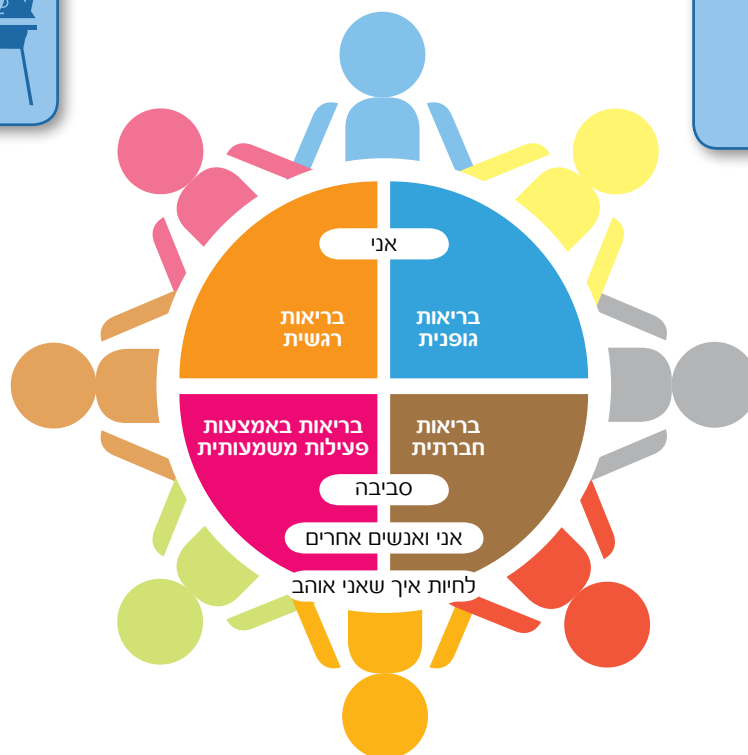 אני
בריאות
גופנית
בריאות
רגשית
בריאות
חברתית
בריאות באמצעות
פעילות משמעותית
סביבה
אני ואנשים אחרים
לחיות איך שאני אוהב